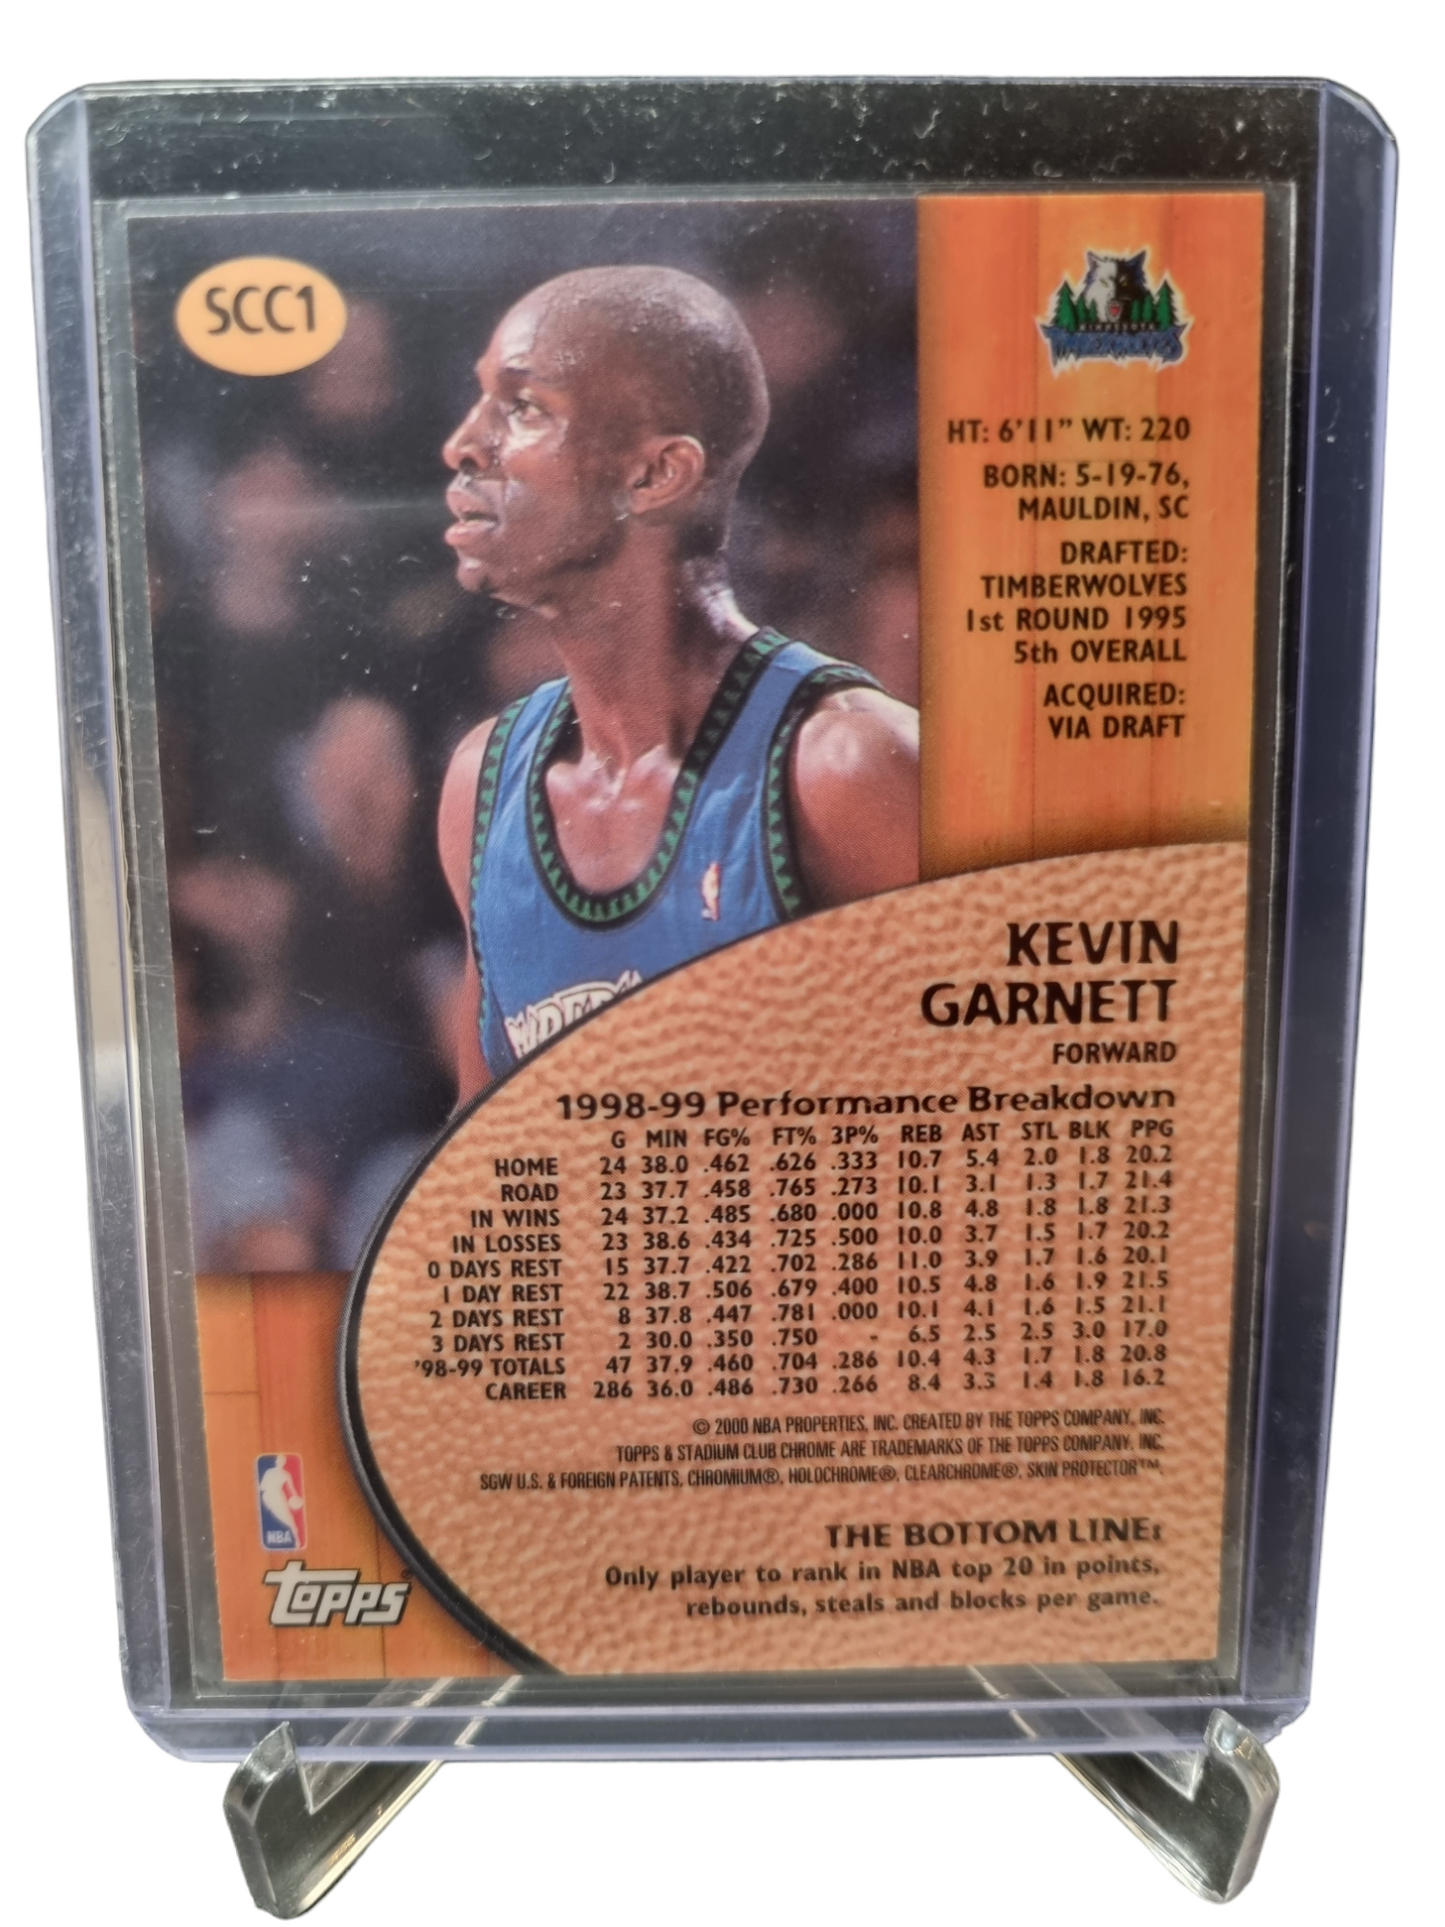 SCC1
MINNESOTA
TIMBERWOLVES
HT: 6'11" WT: 220
BORN: 5-19-76,
MAULDIN, SC
DRAFTED:
TIMBERWOLVES
1st ROUND 1995
5th OVERALL
ACQUIRED:
VIA DRAFT
KEVIN
GARNETT
FORWARD
1998-99 Performance Breakdown
G MIN FG% FT% 3P% REB AST STL BLK PPG
HOME 24 38.0 .462 .626 .333 10.7 5.4 2.0 1.8 20.2
ROAD 23 37.7 .458 .765 .273 10.1 3.1 1.3 1.7 21.4
IN WINS 24 37.2 .485 .680 .000 10.8 4.8 1.8 1.8 21.3
IN LOSSES 23 38.6 .434 .725 .500 10.0 3.7 1.5 1.7 20.2
0 DAYS REST 15 37.7 .422 .702 .286 11.0 3.9 1.7 1.6 20.1
1 DAY REST 22 38.7 .506 .679 .400 10.5 4.8 1.6 1.9 21.5
2 DAYS REST 8 37.8 .447 .781 .000 10.1 4.1 1.6 1.5 21.1
3 DAYS REST 2 30.0 .350 .750 - 6.5 2.5 2.5 3.0 17.0
'98-99 TOTALS 47 37.9 .460 .704 .286 10.4 4.3 1.7 1.8 20.8
CAREER 286 36.0 .486 .730 .266 8.4 3.3 1.4 1.8 16.2
© 2000 NBA PROPERTIES, INC. CREATED BY THE TOPPS COMPANY, INC.
TOPPS & STADIUM CLUB CHROME ARE TRADEMARKS OF THE TOPPS COMPANY, INC.
SGW U.S. & FOREIGN PATENTS, CHROMIUM®, HOLOCHROME®, CLEARCHROME®, SKIN PROTECTOR™.
NBA
THE BOTTOM LINE:
Only player to rank in NBA top 20 in points,
rebounds, steals and blocks per game.
TOPPS®